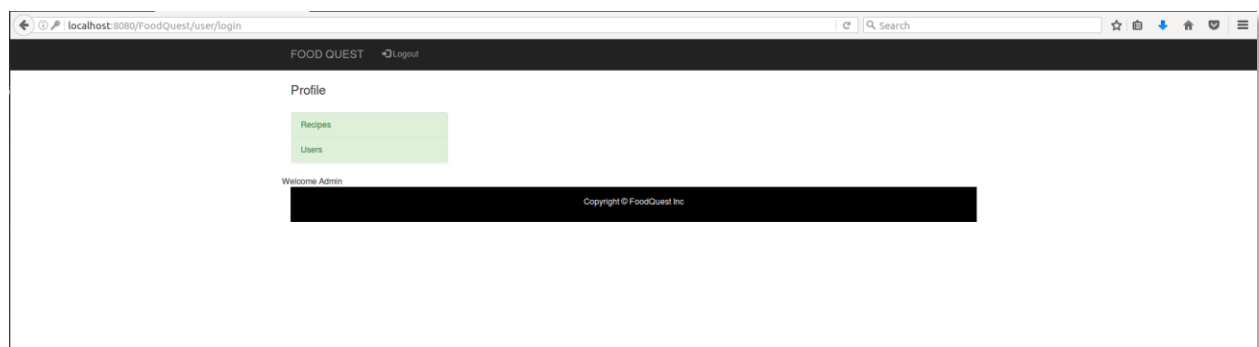 localhost:8080/FoodQuest/user/login
Search
FOOD QUEST Logout
Profile
Recipes
Users
Welcome Admin
Copyright © FoodQuest Inc